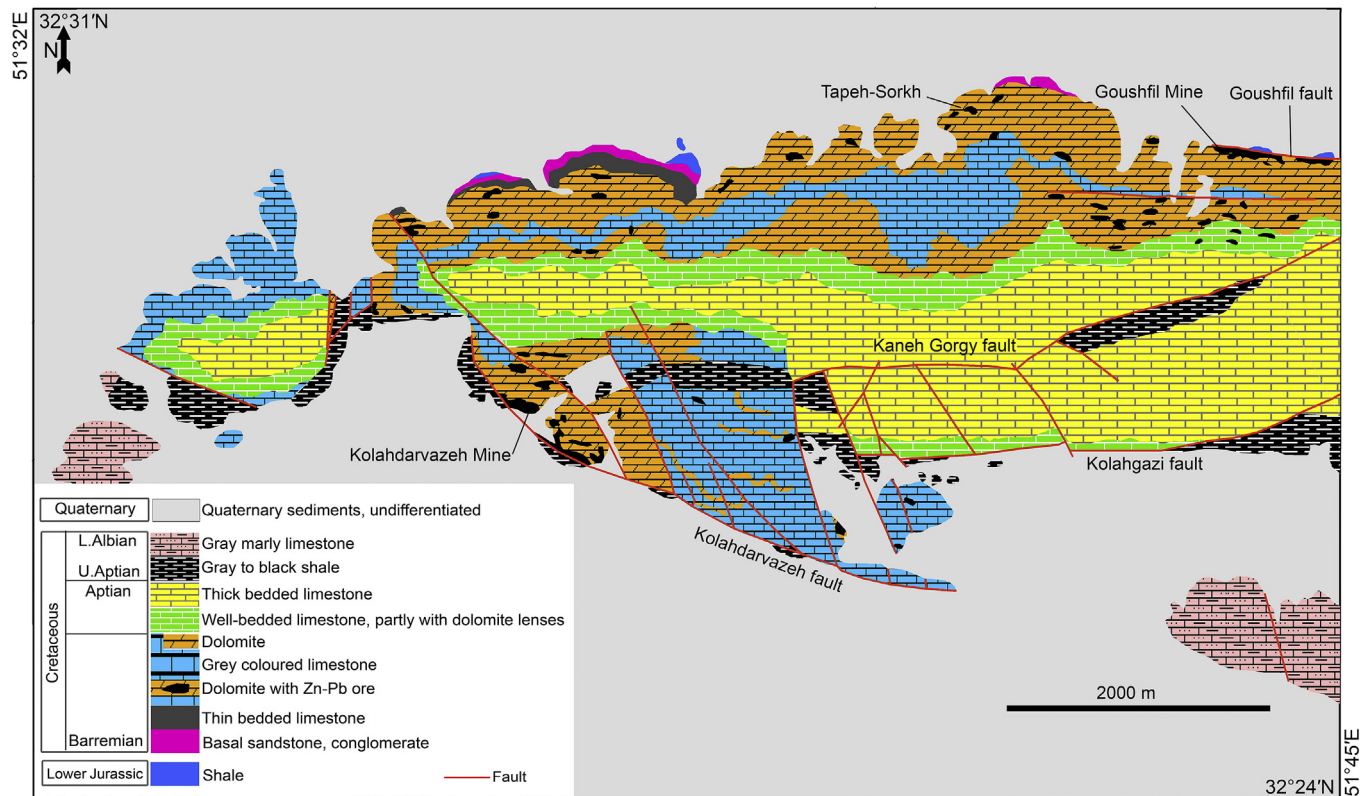 32°31′N
51°32′E
N
Tapeh-Sorkh
Goushfil Mine
Goushfil fault
Kaneh Gorgy fault
Kolahdarvazeh Mine
Kolahgazi fault
Kolahdarvazeh fault
Quaternary
Quaternary sediments, undifferentiated
Cretaceous
L.Albian
Gray marly limestone
U.Aptian
Gray to black shale
Aptian
Thick bedded limestone
Well-bedded limestone, partly with dolomite lenses
Dolomite
Grey coloured limestone
Dolomite with Zn-Pb ore
Thin bedded limestone
Barremian
Basal sandstone, conglomerate
Lower Jurassic
Shale
Fault
2000 m
32°24′N
51°45′E